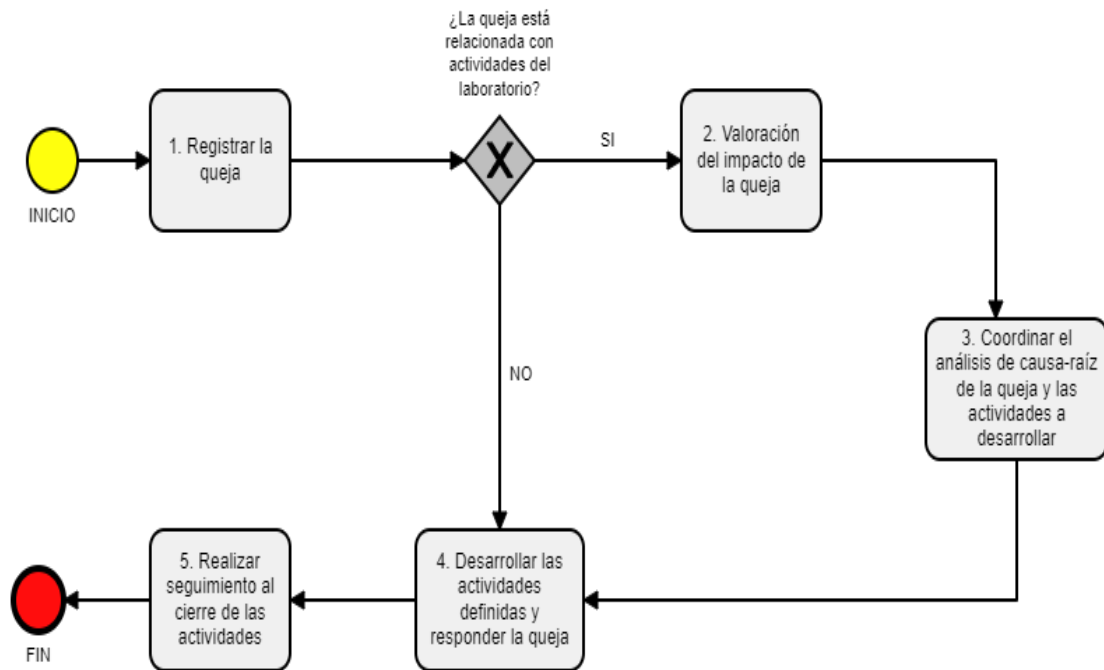 ¿La queja está
relacionada con
actividades del
laboratorio?
1. Registrar la
queja
SI
2. Valoración
del impacto de
la queja
INICIO
3. Coordinar el
análisis de causa-raíz
de la queja y las
actividades a
desarrollar
NO
4. Desarrollar las
actividades
definidas y
responder la queja
5. Realizar
seguimiento al
cierre de las
actividades
FIN